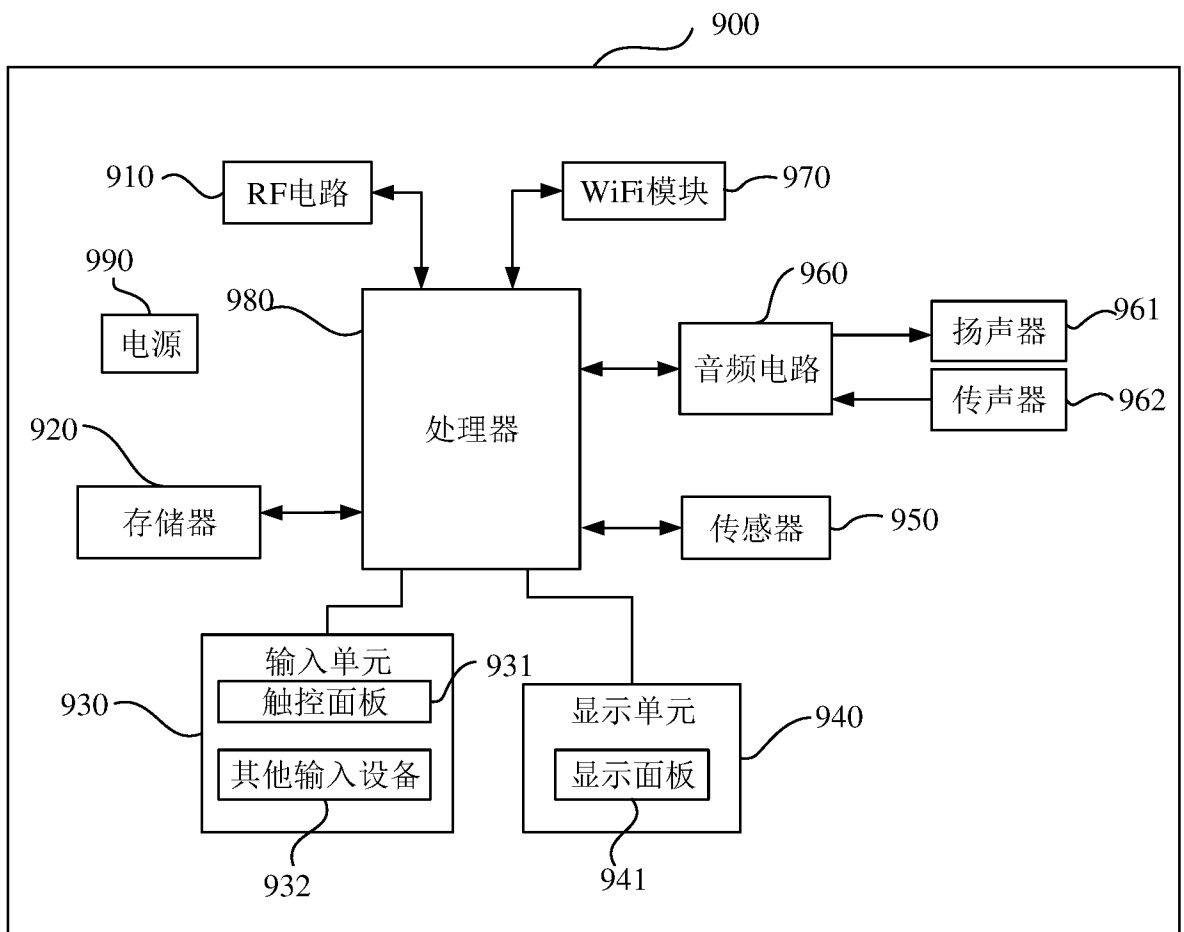 900
910
RF电路
WiFi模块
970
990
电源
980
960
音频电路
扬声器
961
传声器
962
处理器
920
存储器
传感器
950
输入单元
931
触控面板
930
其他输入设备
932
显示单元
940
显示面板
941